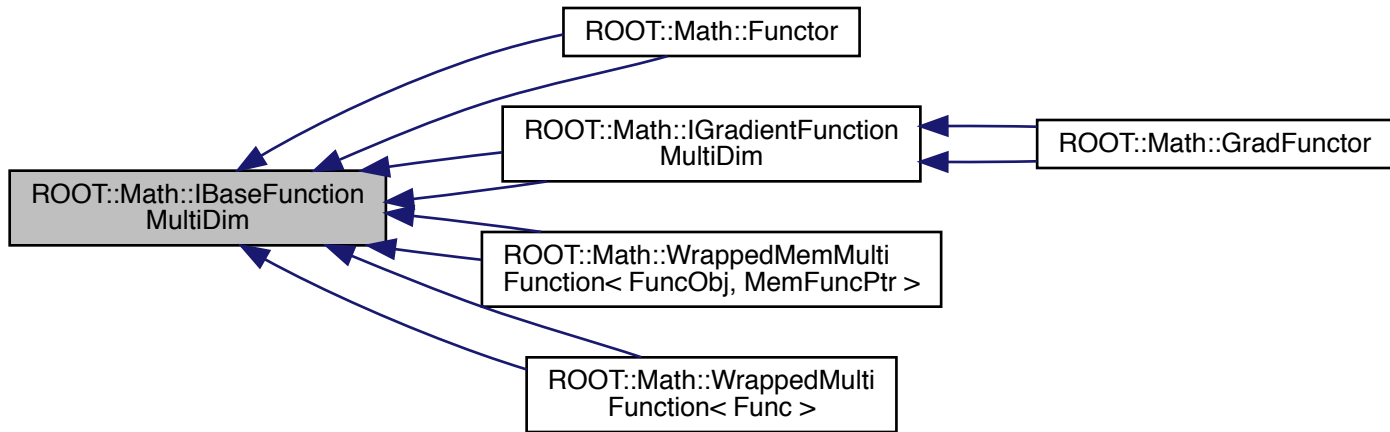 ROOT::Math::Functor
ROOT::Math::IGradientFunction
MultiDim
ROOT::Math::GradFunctor
ROOT::Math::IBaseFunction
MultiDim
ROOT::Math::WrappedMemMulti
Function< FuncObj, MemFuncPtr >
ROOT::Math::WrappedMulti
Function< Func >